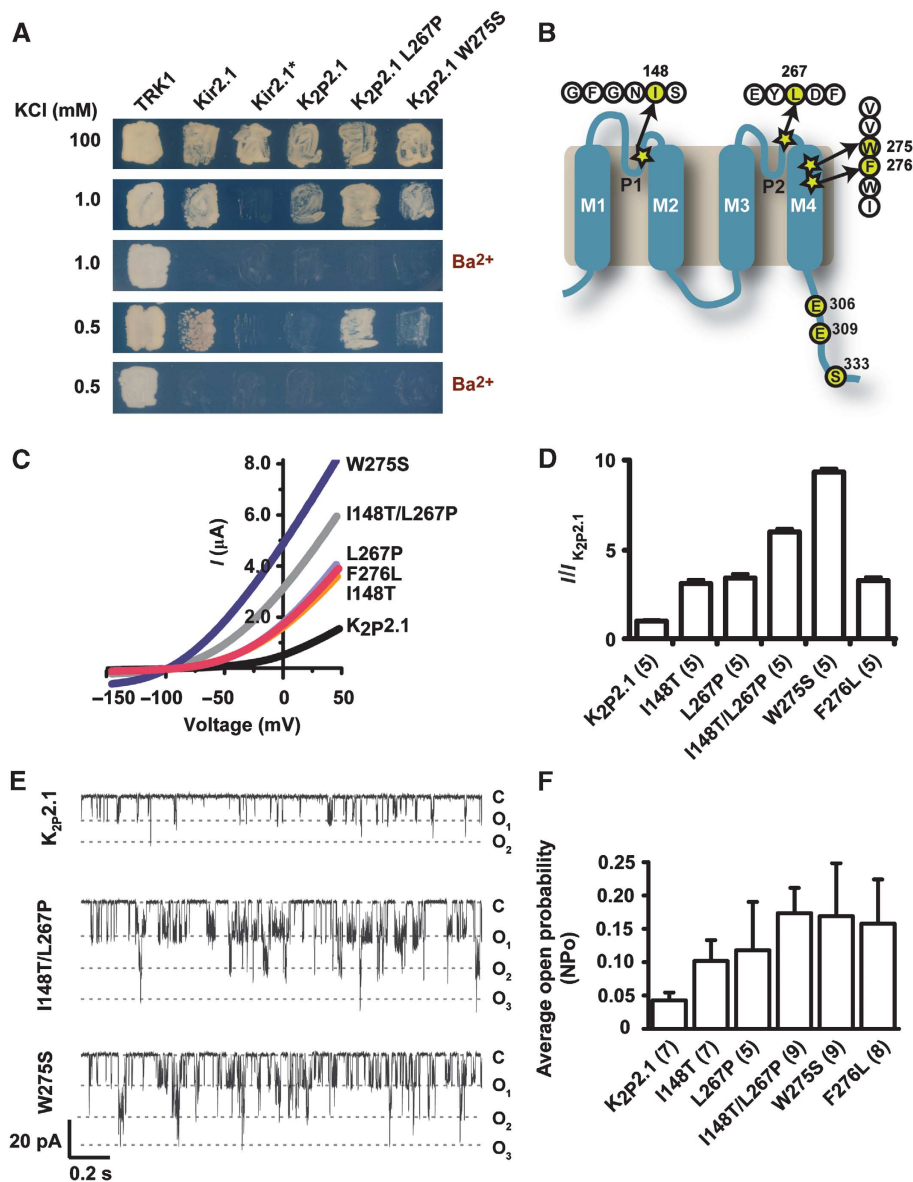 A
KCl (mM)
TRK1
Kir2.1
Kir2.1*
K2P2.1
K2P2.1 L267P
K2P2.1 W275S
100
1.0
1.0 Ba2+
0.5
0.5 Ba2+
B
148
G F G N I S
267
E Y L D F
V
V
W 275
F 276
W
I
P1
P2
M1
M2
M3
M4
E 306
E 309
S 333
C
I (μA)
8.0
6.0
4.0
2.0
W275S
I148T/L267P
L267P
F276L
I148T
K2P2.1
−150 −100 −50 0 50
Voltage (mV)
D
I/I K2P2.1
10
5
0
K2P2.1 (5)
I148T (5)
L267P (5)
I148T/L267P (5)
W275S (5)
F276L (5)
E
K2P2.1
C
O1
O2
I148T/L267P
C
O1
O2
O3
W275S
C
O1
O2
O3
20 pA
0.2 s
F
Average open probability
(NPo)
0.25
0.20
0.15
0.10
0.05
0
K2P2.1 (7)
I148T (7)
L267P (5)
I148T/L267P (9)
W275S (9)
F276L (8)